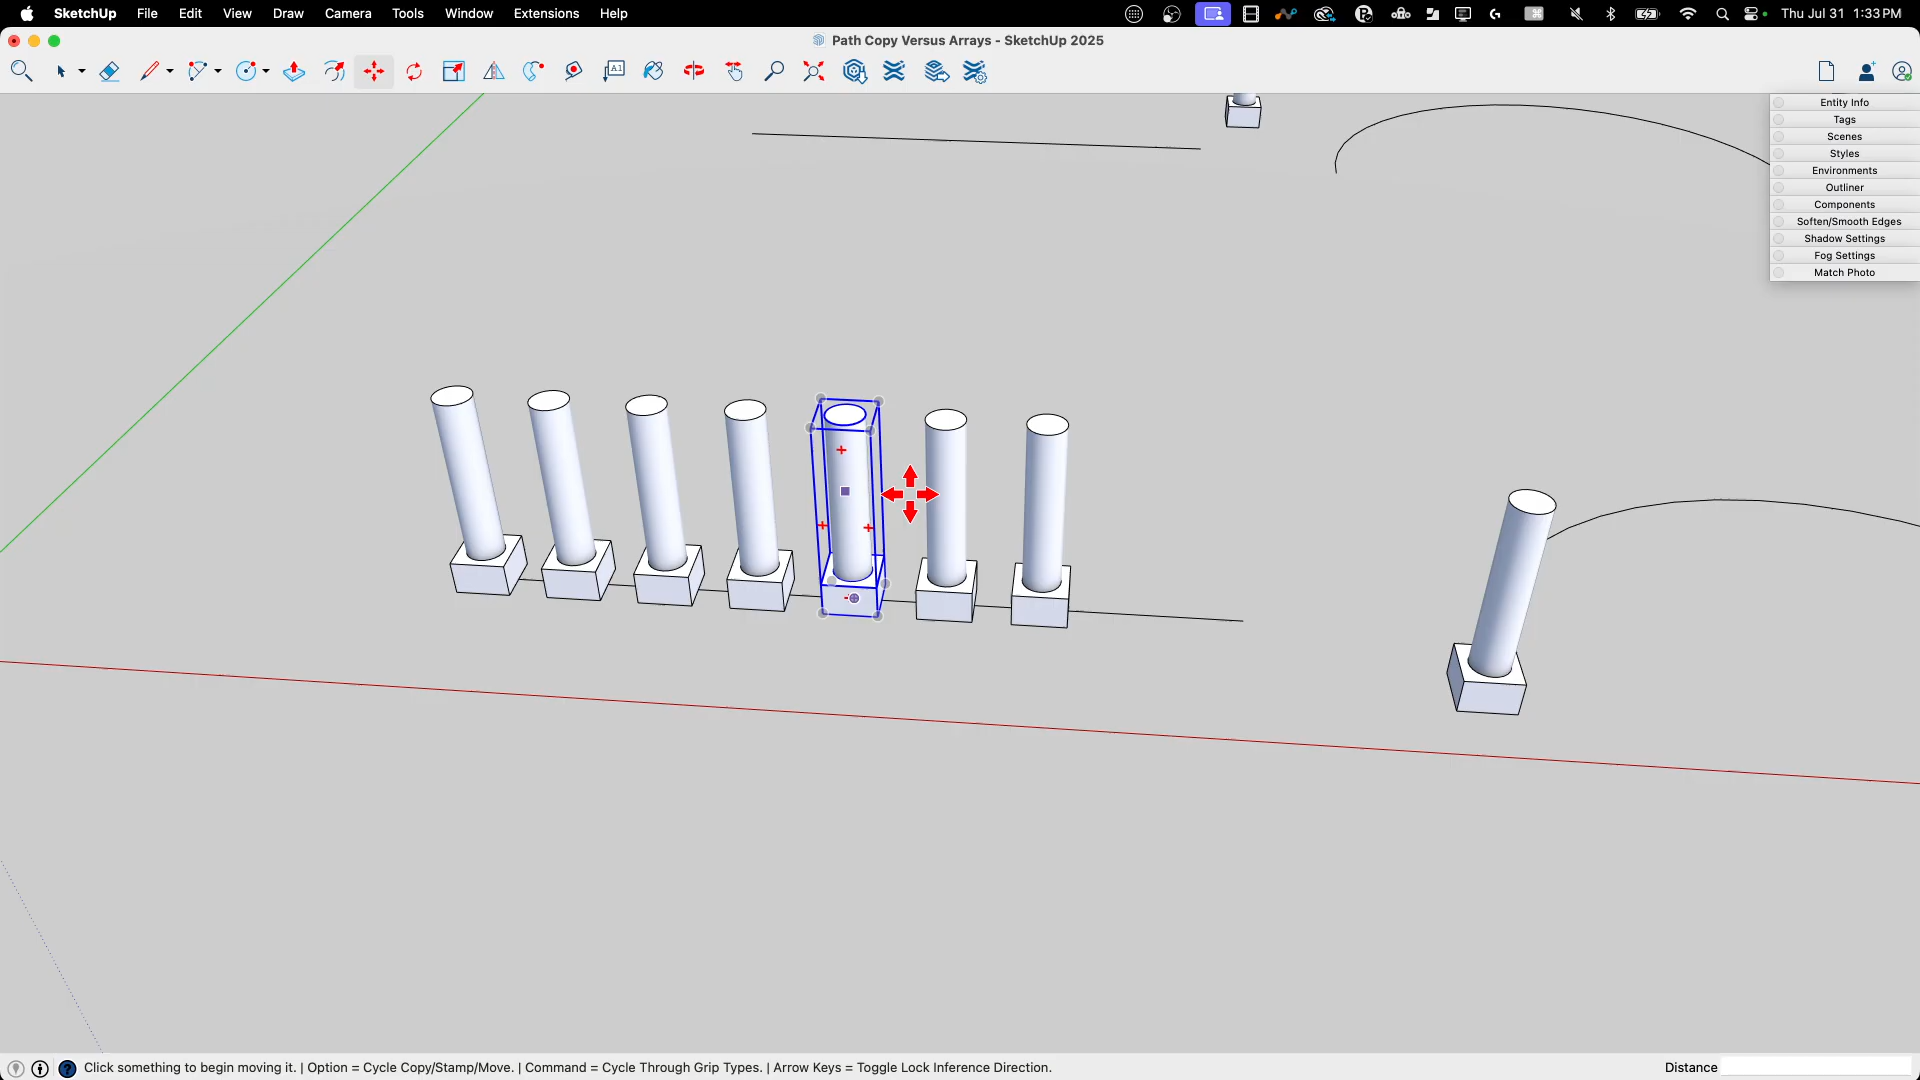 SketchUp File Edit View Draw Camera Tools Window Extensions Help Thu Jul 31 1:33 PM
Path Copy Versus Arrays - SketchUp 2025
A1
Entity Info
Tags
Scenes
Styles
Environments
Outliner
Components
Soften/Smooth Edges
Shadow Settings
Fog Settings
Match Photo
Click something to begin moving it. | Option = Cycle Copy/Stamp/Move. | Command = Cycle Through Grip Types. | Arrow Keys = Toggle Lock Inference Direction. Distance